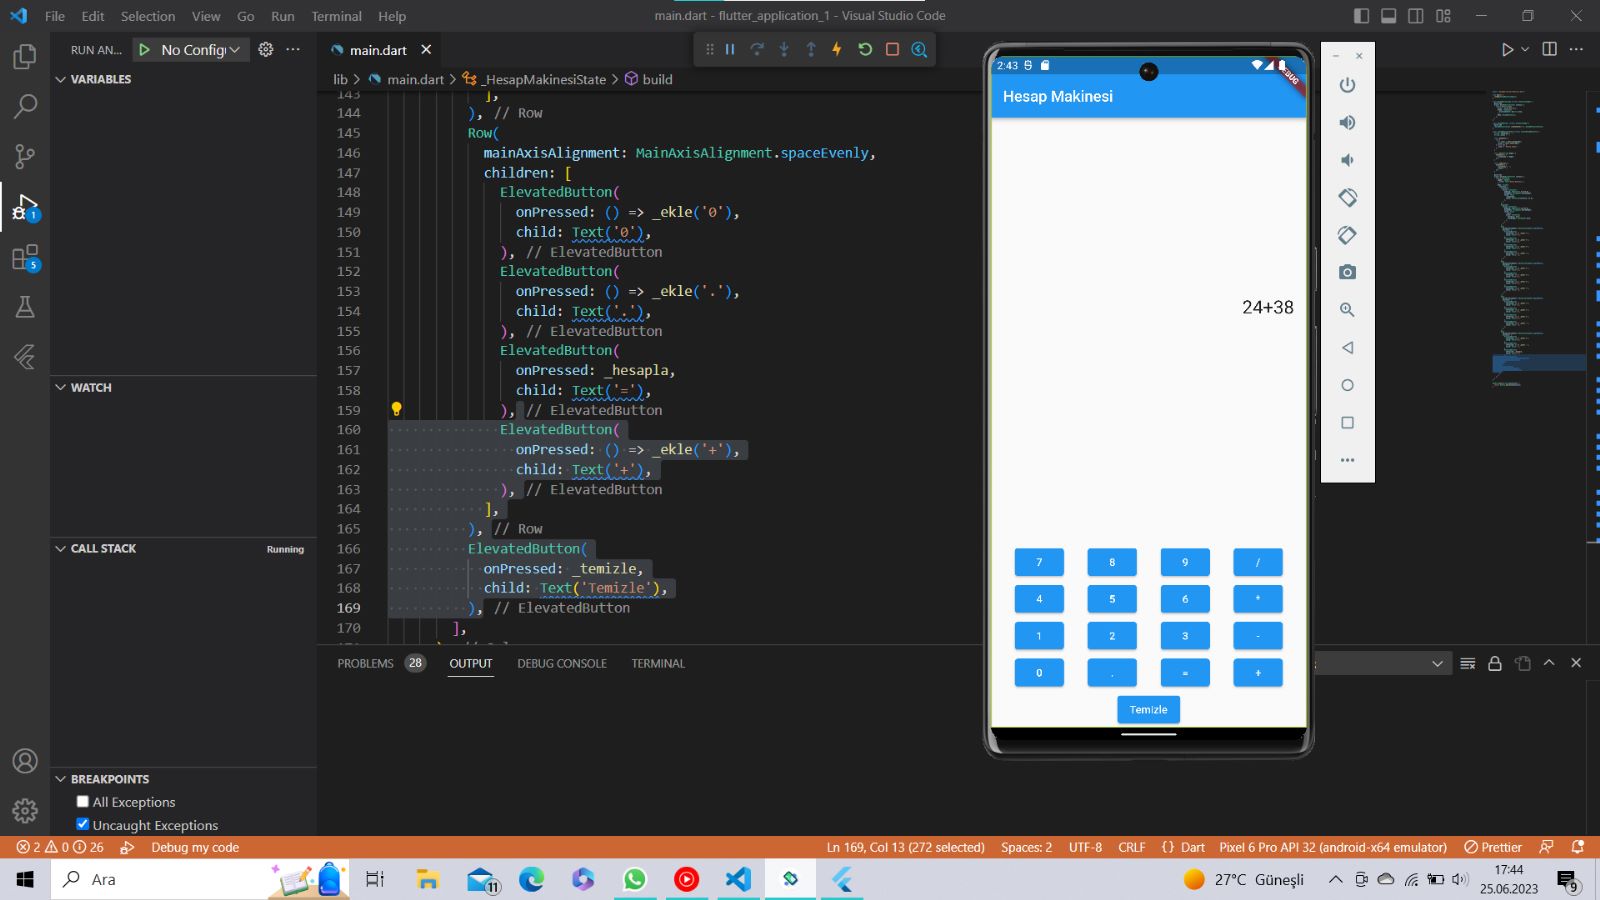 File Edit Selection View Go Run Terminal Help
main.dart - flutter_application_1 - Visual Studio Code
RUN AN... No Config
main.dart
lib > main.dart > _HesapMakinesiState > build
VARIABLES
WATCH
CALL STACK Running
BREAKPOINTS
All Exceptions
Uncaught Exceptions
1
5
143 ],
144 ), // Row
145 Row(
146 mainAxisAlignment: MainAxisAlignment.spaceEvenly,
147 children: [
148 ElevatedButton(
149 onPressed: () => _ekle('0'),
150 child: Text('0'),
151 ), // ElevatedButton
152 ElevatedButton(
153 onPressed: () => _ekle('.'),
154 child: Text('.'),
155 ), // ElevatedButton
156 ElevatedButton(
157 onPressed: _hesapla,
158 child: Text('='),
159 ), // ElevatedButton
160 ElevatedButton(
161 onPressed: () => _ekle('+'),
162 child: Text('+'),
163 ), // ElevatedButton
164 ],
165 ), // Row
166 ElevatedButton(
167 onPressed: _temizle,
168 child: Text('Temizle'),
169 ), // ElevatedButton
170 ],
PROBLEMS 28 OUTPUT DEBUG CONSOLE TERMINAL
2:43
Hesap Makinesi
24+38
7 8 9 /
4 5 6 *
1 2 3 -
0 . = +
Temizle
2 0 26 Debug my code
Ln 169, Col 13 (272 selected) Spaces: 2 UTF-8 CRLF {} Dart Pixel 6 Pro API 32 (android-x64 emulator) Prettier
Ara
11
27°C Güneşli
17:44
25.06.2023
9